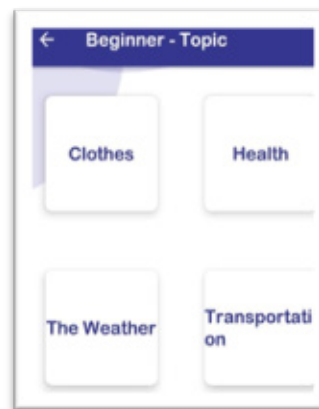 Beginner - Topic
Clothes
Health
The Weather
Transportati
on